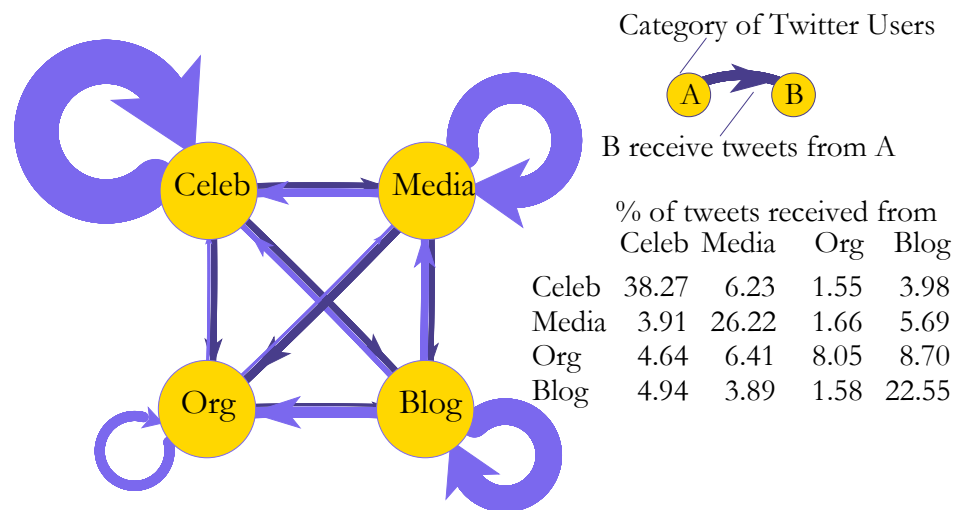 Category of Twitter Users
A
B
B receive tweets from A
Celeb
Media
Org
Blog
% of tweets received from
Celeb Media Org Blog
Celeb 38.27 6.23 1.55 3.98
Media 3.91 26.22 1.66 5.69
Org 4.64 6.41 8.05 8.70
Blog 4.94 3.89 1.58 22.55